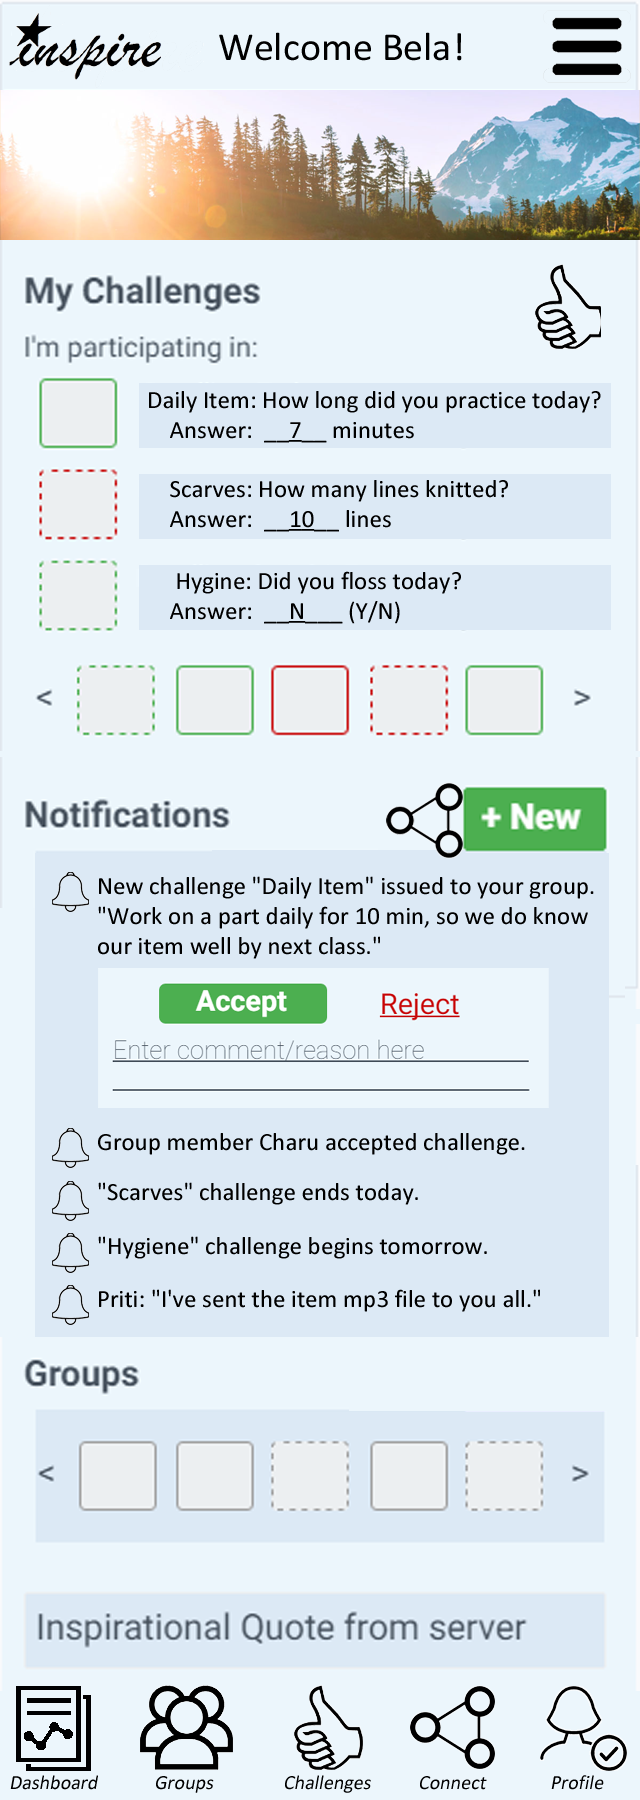 inspire
Welcome Bela!
My Challenges
I'm participating in:
Daily Item: How long did you practice today?
Answer: __7__ minutes
Scarves: How many lines knitted?
Answer: __10__ lines
Hygine: Did you floss today?
Answer: __N___ (Y/N)
< >
Notifications
+ New
New challenge "Daily Item" issued to your group.
"Work on a part daily for 10 min, so we do know
our item well by next class."
Accept Reject
Enter comment/reason here
Group member Charu accepted challenge.
"Scarves" challenge ends today.
"Hygiene" challenge begins tomorrow.
Priti: "I've sent the item mp3 file to you all."
Groups
< >
Inspirational Quote from server
Dashboard Groups Challenges Connect Profile